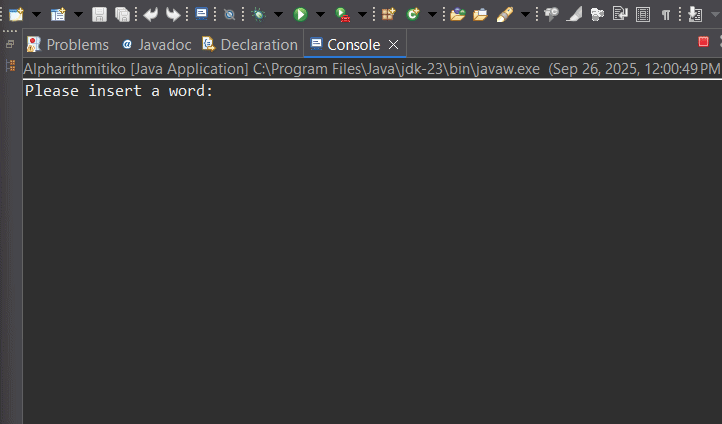 Problems Javadoc Declaration Console
Alpharithmitiko [Java Application] C:\Program Files\Java\jdk-23\bin\javaw.exe (Sep 26, 2025, 12:00:49 PM
Please insert a word: